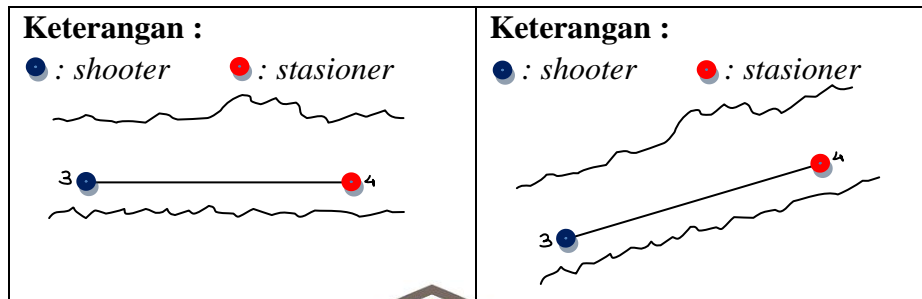 Keterangan :
: shooter : stasioner
3 4
Keterangan :
: shooter : stasioner
4
3